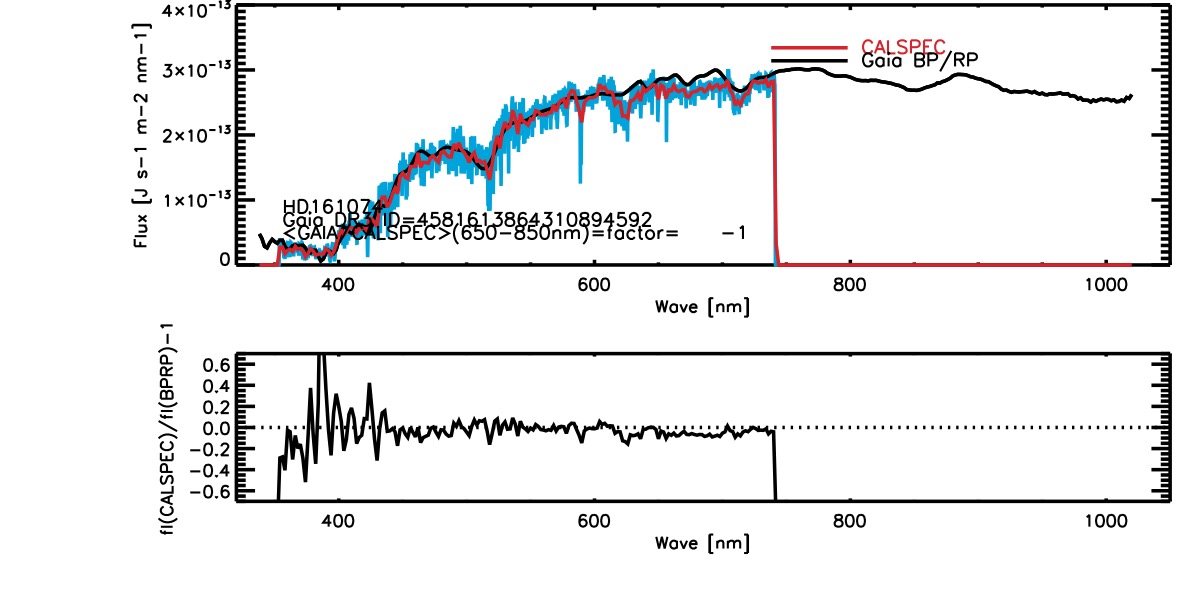 4×10−13
3×10−13
2×10−13
1×10−13
0
Flux [J s−1 m−2 nm−1]
CALSPEC
Gaia BP/RP
HD161074
Gaia DR3 ID=4581613864310894592
<GAIA/CALSPEC>(650−850nm)=factor= −1
400 600 800 1000
Wave [nm]
fl(CALSPEC)/fl(BPRP)−1
0.6
0.4
0.2
0.0
−0.2
−0.4
−0.6
400 600 800 1000
Wave [nm]